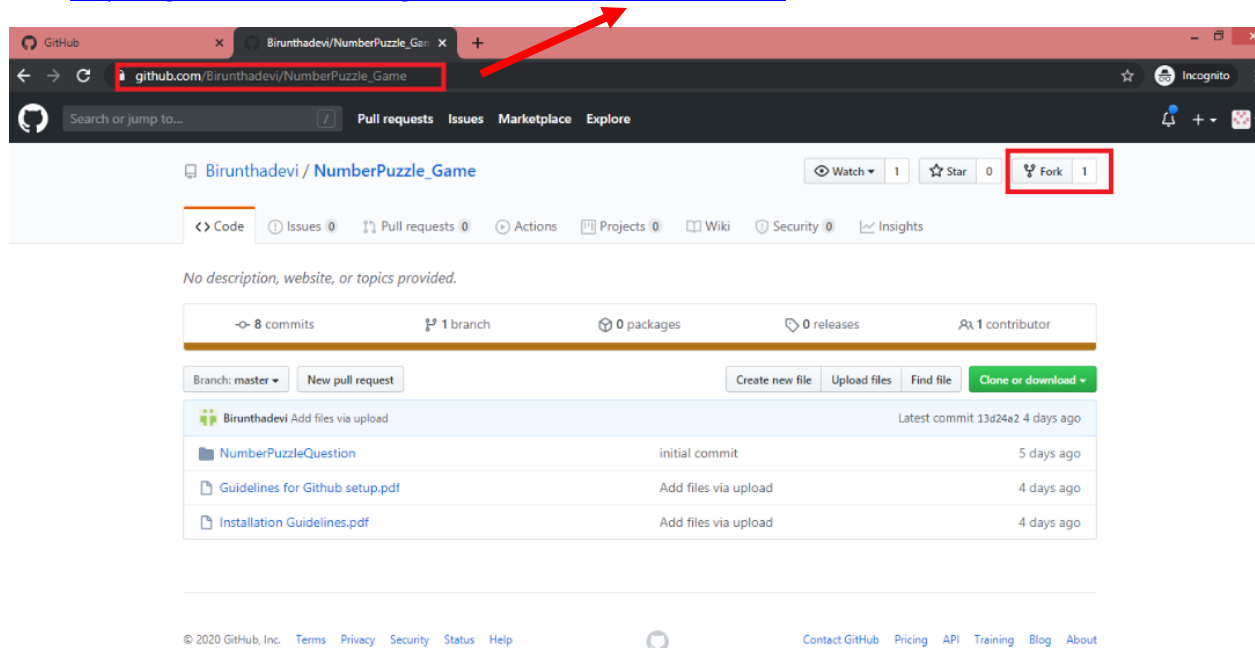 GitHub
Birunthadevi/NumberPuzzle_Gan
github.com/Birunthadevi/NumberPuzzle_Game
Incognito
Search or jump to... / Pull requests Issues Marketplace Explore
Birunthadevi / NumberPuzzle_Game
Watch 1 Star 0 Fork 1
Code Issues 0 Pull requests 0 Actions Projects 0 Wiki Security 0 Insights
No description, website, or topics provided.
8 commits 1 branch 0 packages 0 releases 1 contributor
Branch: master New pull request Create new file Upload files Find file Clone or download
Birunthadevi Add files via upload Latest commit 13d24a2 4 days ago
NumberPuzzleQuestion initial commit 5 days ago
Guidelines for Github setup.pdf Add files via upload 4 days ago
Installation Guidelines.pdf Add files via upload 4 days ago
© 2020 GitHub, Inc. Terms Privacy Security Status Help Contact GitHub Pricing API Training Blog About